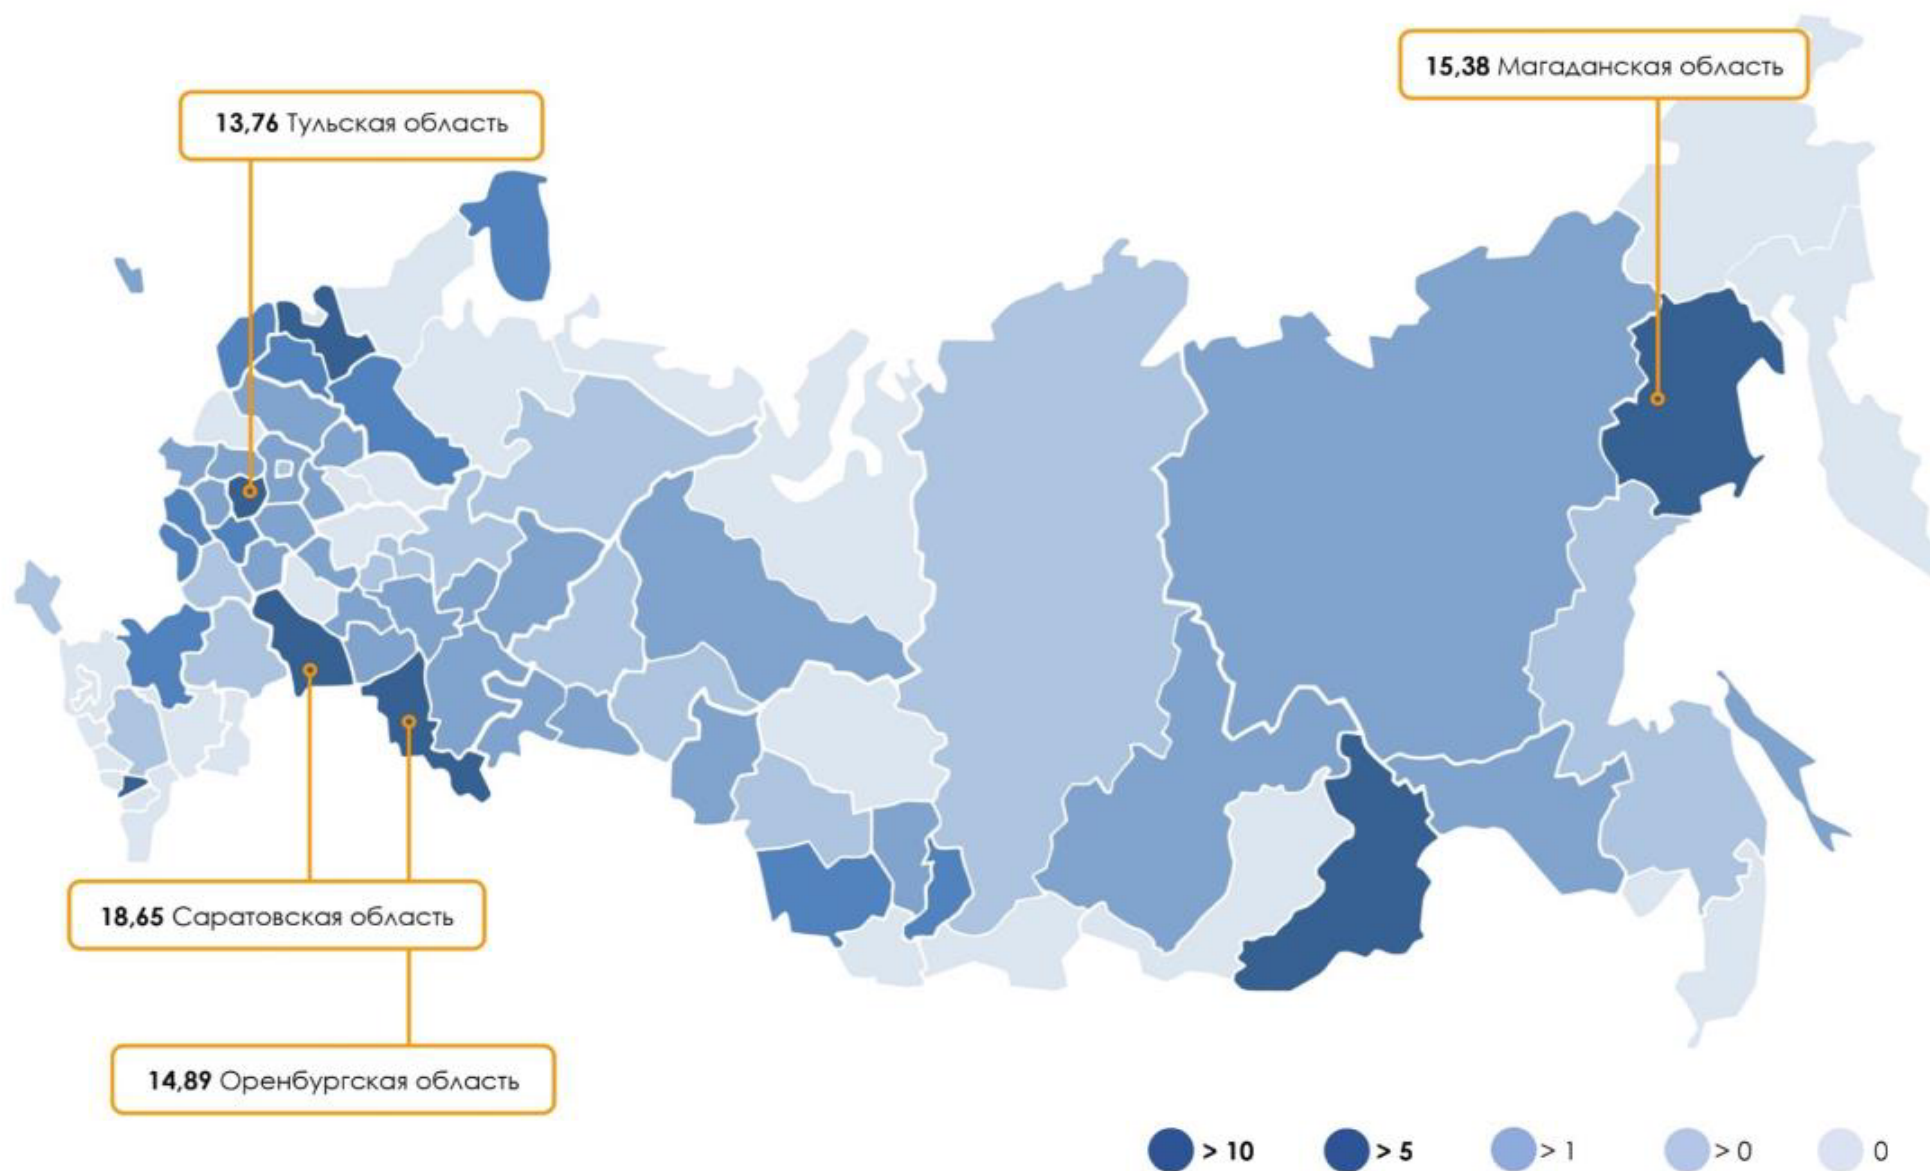 15,38 Магаданская область
13,76 Тульская область
18,65 Саратовская область
14,89 Оренбургская область
> 10 > 5 > 1 > 0 0